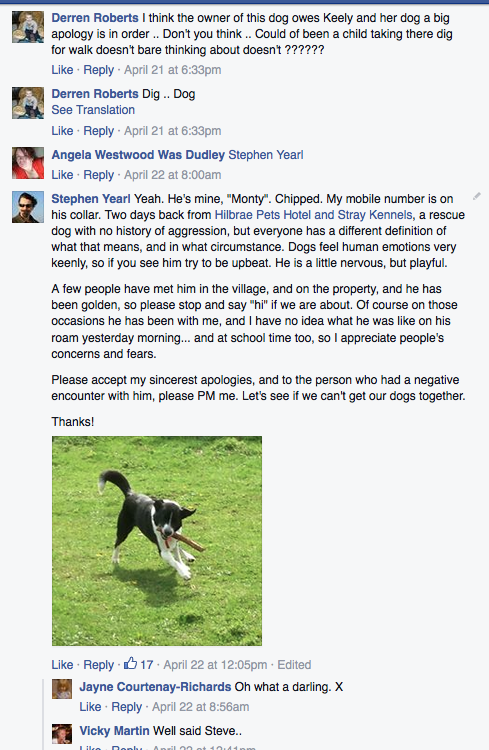 Derren Roberts I think the owner of this dog owes Keely and her dog a big
apology is in order .. Don't you think .. Could of been a child taking there dig
for walk doesn't bare thinking about doesn't ??????
Like · Reply · April 21 at 6:33pm
Derren Roberts Dig .. Dog
See Translation
Like · Reply · April 21 at 6:33pm
Angela Westwood Was Dudley Stephen Yearl
Like · Reply · April 22 at 8:00am
Stephen Yearl Yeah. He's mine, "Monty". Chipped. My mobile number is on
his collar. Two days back from Hilbrae Pets Hotel and Stray Kennels, a rescue
dog with no history of aggression, but everyone has a different definition of
what that means, and in what circumstance. Dogs feel human emotions very
keenly, so if you see him try to be upbeat. He is a little nervous, but playful.
A few people have met him in the village, and on the property, and he has
been golden, so please stop and say "hi" if we are about. Of course on those
occasions he has been with me, and I have no idea what he was like on his
roam yesterday morning... and at school time too, so I appreciate people's
concerns and fears.
Please accept my sincerest apologies, and to the person who had a negative
encounter with him, please PM me. Let's see if we can't get our dogs together.
Thanks!
Like · Reply · 17 · April 22 at 12:05pm · Edited
Jayne Courtenay-Richards Oh what a darling. X
Like · Reply · April 22 at 8:56am
Vicky Martin Well said Steve..
Like · Reply · April 22 at 12:41pm